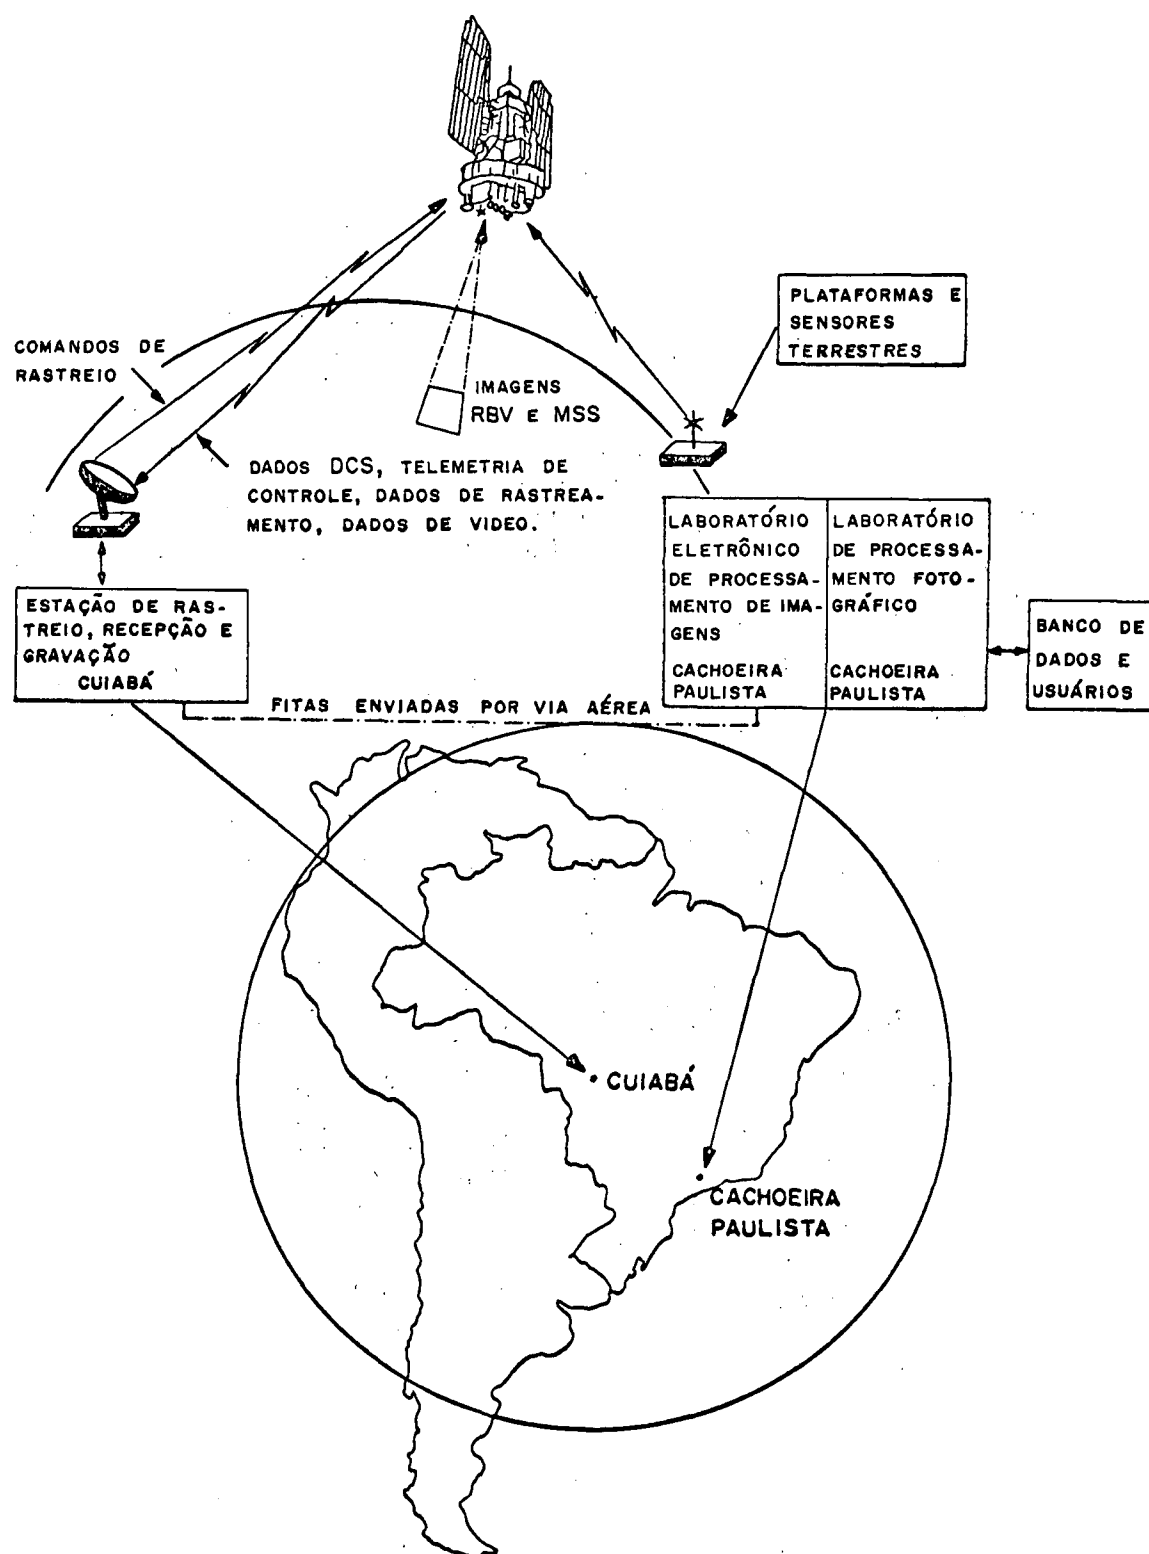 PLATAFORMAS E
SENSORES
TERRESTRES
COMANDOS DE
RASTREIO
IMAGENS
RBV E MSS
DADOS DCS, TELEMETRIA DE
CONTROLE, DADOS DE RASTREA-
MENTO, DADOS DE VIDEO.
ESTAÇÃO DE RAS-
TREIO, RECEPÇÃO E
GRAVAÇÃO
CUIABÁ
LABORATÓRIO
ELETRÔNICO
DE PROCESSA-
MENTO DE IMA-
GENS
CACHOEIRA
PAULISTA
LABORATÓRIO
DE PROCESSA-
MENTO FOTO-
GRÁFICO
CACHOEIRA
PAULISTA
BANCO DE
DADOS E
USUÁRIOS
FITAS ENVIADAS POR VIA AÉREA
CUIABÁ
CACHOEIRA
PAULISTA